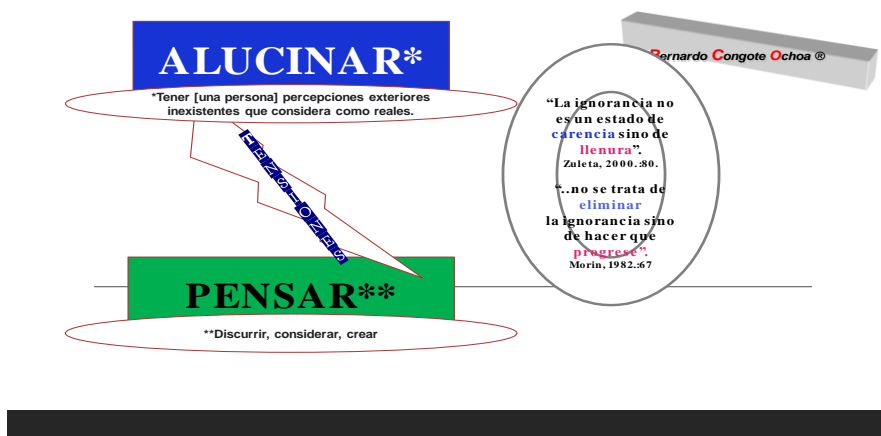 ALUCINAR*
*Tener [una persona] percepciones exteriores
inexistentes que considera como reales.
TENSIONES
PENSAR**
**Discurrir, considerar, crear
Bernardo Congote Ochoa ®
“La ignorancia no
es un estado de
carencia sino de
llenura”.
Zuleta, 2000.:80.
“..no se trata de
eliminar
la ignorancia sino
de hacer que
progrese”.
Morin, 1982.:67